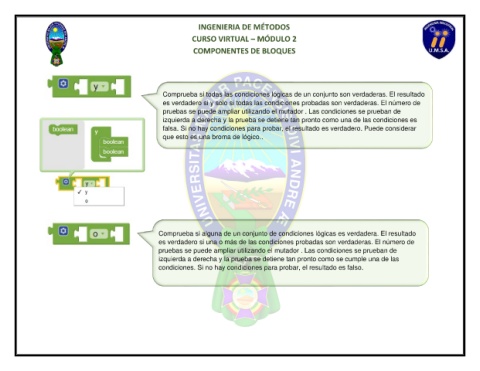 INGENIERIA DE MÉTODOS
CURSO VIRTUAL – MÓDULO 2
COMPONENTES DE BLOQUES
U.M.S.A.
y
Comprueba si todas las condiciones lógicas de un conjunto son verdaderas. El resultado
es verdadero si y solo si todas las condiciones probadas son verdaderas. El número de
pruebas se puede ampliar utilizando el mutador . Las condiciones se prueban de
izquierda a derecha y la prueba se detiene tan pronto como una de las condiciones es
falsa. Si no hay condiciones para probar, el resultado es verdadero. Puede considerar
que esto es una broma de lógico..
boolean
y
boolean
boolean
y
✓ y
o
o
Comprueba si alguna de un conjunto de condiciones lógicas es verdadera. El resultado
es verdadero si una o más de las condiciones probadas son verdaderas. El número de
pruebas se puede ampliar utilizando el mutador . Las condiciones se prueban de
izquierda a derecha y la prueba se detiene tan pronto como se cumple una de las
condiciones. Si no hay condiciones para probar, el resultado es falso.